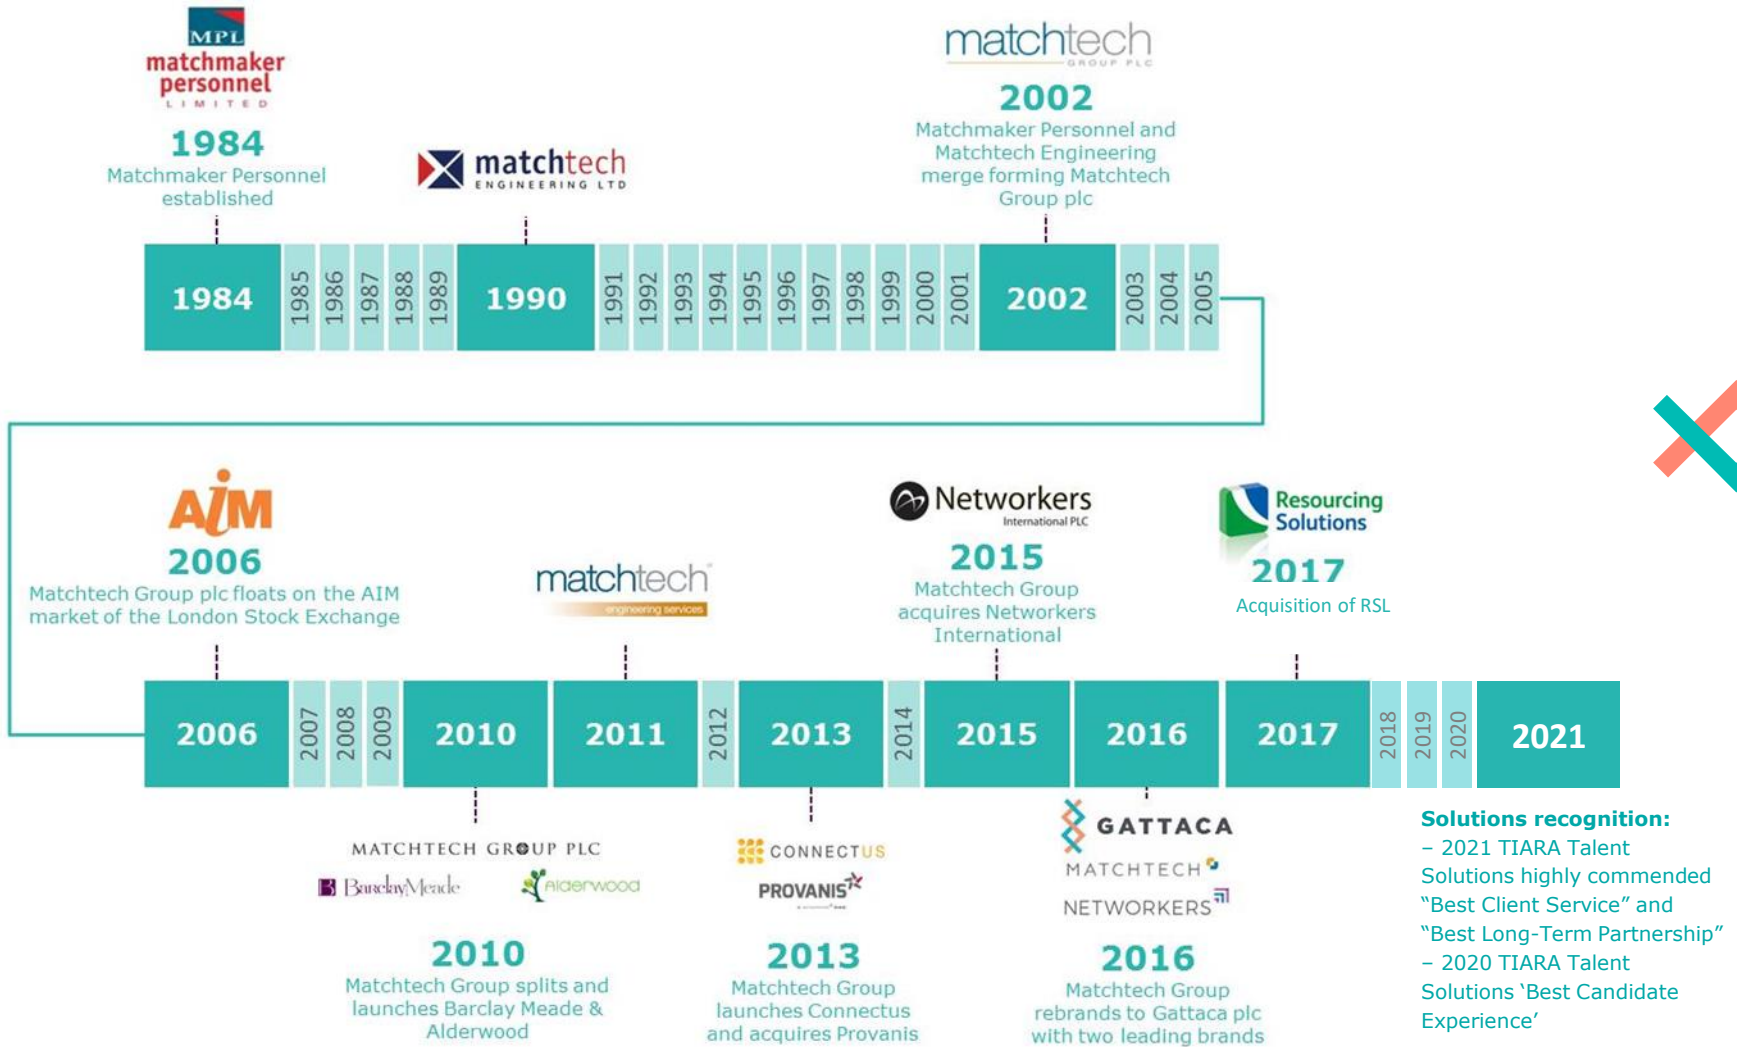 MPL
matchmaker
personnel
LIMITED
1984
Matchmaker Personnel
established
matchtech
ENGINEERING LTD
matchtech
GROUP PLC
2002
Matchmaker Personnel and
Matchtech Engineering
merge forming Matchtech
Group plc
1984 1985 1986 1987 1988 1989 1990 1991 1992 1993 1994 1995 1996 1997 1998 1999 2000 2001 2002 2003 2004 2005
AiM
2006
Matchtech Group plc floats on the AIM
market of the London Stock Exchange
matchtech
engineering services
Networkers
International PLC
2015
Matchtech Group
acquires Networkers
International
Resourcing
Solutions
2017
Acquisition of RSL
2006 2007 2008 2009 2010 2011 2012 2013 2014 2015 2016 2017 2018 2019 2020 2021
MATCHTECH GROUP PLC
BarclayMeade
Alderwood
2010
Matchtech Group splits and
launches Barclay Meade &
Alderwood
CONNECTUS
PROVANIS
2013
Matchtech Group
launches Connectus
and acquires Provanis
GATTACA
MATCHTECH
NETWORKERS
2016
Matchtech Group
rebrands to Gattaca plc
with two leading brands
Solutions recognition:
– 2021 TIARA Talent
Solutions highly commended
“Best Client Service” and
“Best Long-Term Partnership”
– 2020 TIARA Talent
Solutions ‘Best Candidate
Experience’